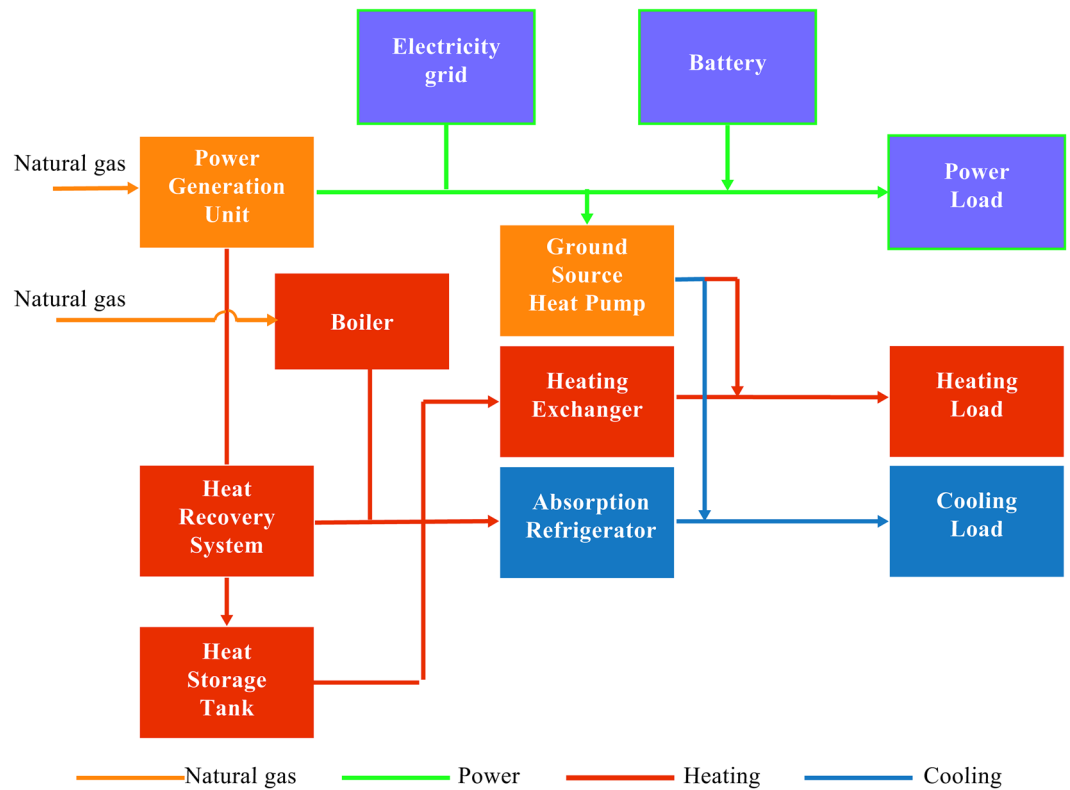 Electricity
grid
Battery
Natural gas
Power
Generation
Unit
Power
Load
Ground
Source
Heat Pump
Natural gas
Boiler
Heating
Exchanger
Heating
Load
Heat
Recovery
System
Absorption
Refrigerator
Cooling
Load
Heat
Storage
Tank
Natural gas
Power
Heating
Cooling